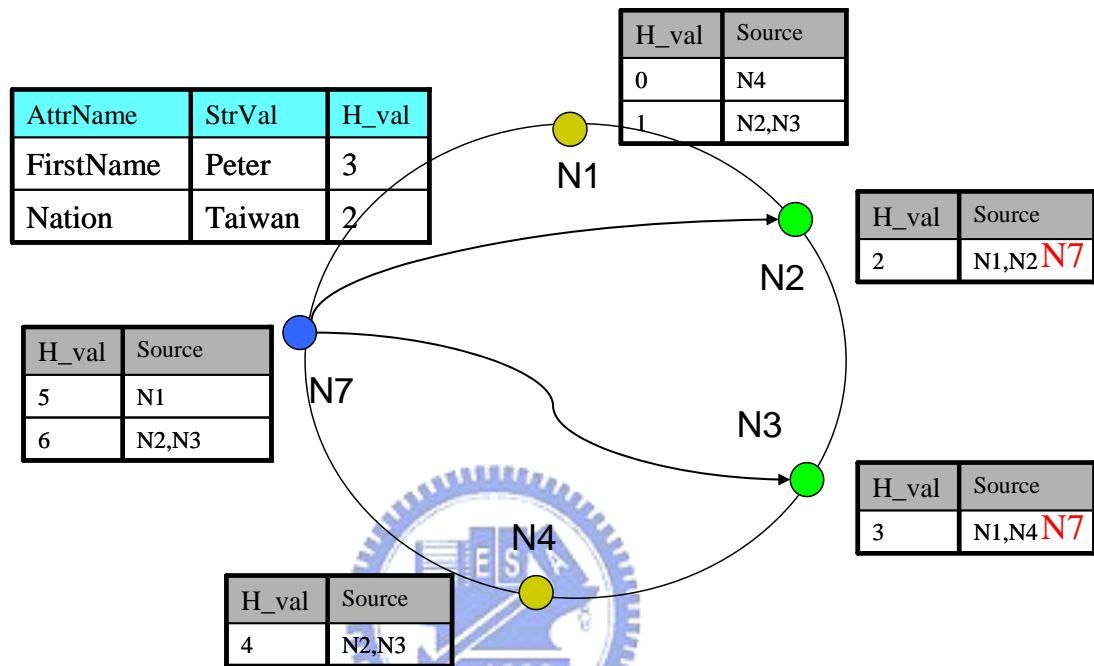 H_val Source
0 N4
1 N2,N3
AttrName StrVal H_val
FirstName Peter 3
Nation Taiwan 2
N1
H_val Source
2 N1,N2 N7
N2
H_val Source
5 N1
6 N2,N3
N7
N3
H_val Source
3 N1,N4 N7
N4
ESA
H_val Source
4 N2,N3